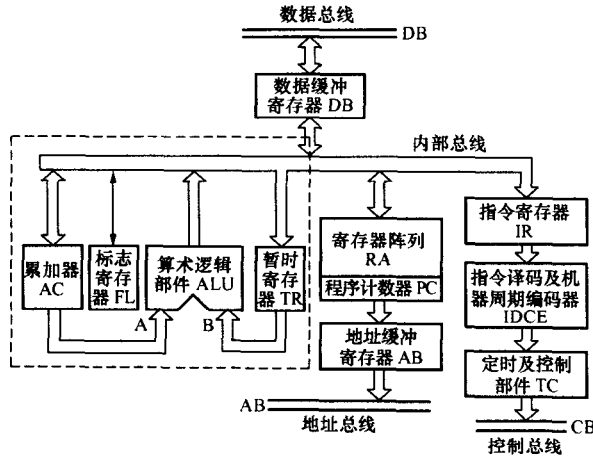 数据总线
DB
数据缓冲
寄存器 DB
内部总线
累加器
AC
标志
寄存
器 FL
算术逻辑
部件 ALU
暂时
寄存
器 TR
A
B
寄存器阵列
RA
程序计数器 PC
地址缓冲
寄存器 AB
AB
地址总线
指令寄存器
IR
指令译码及机
器周期编码器
IDCE
定时及控制
部件 TC
CB
控制总线